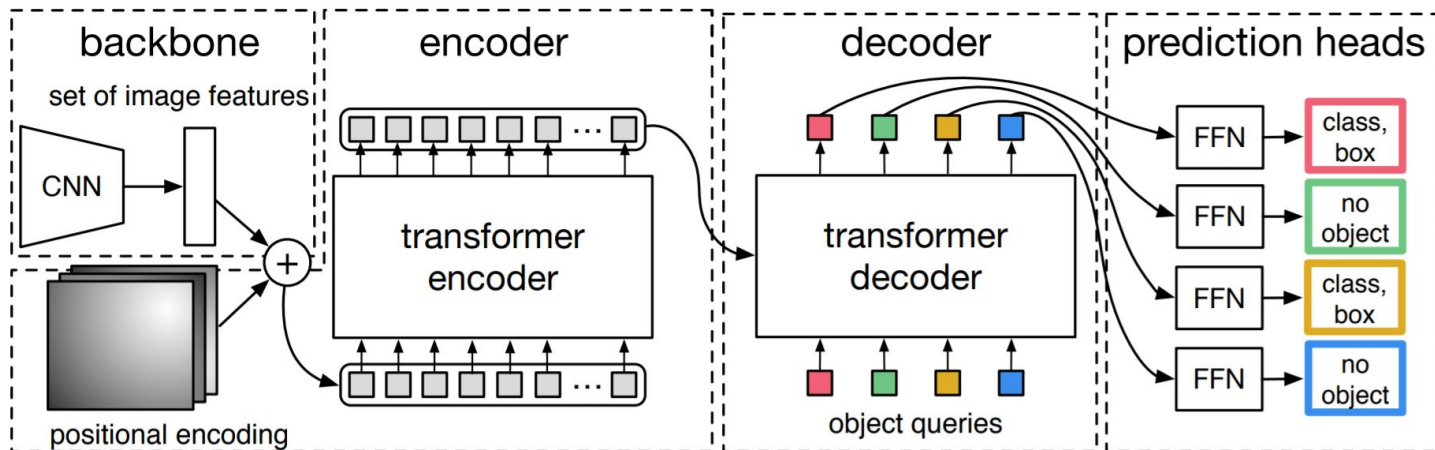 backbone
set of image features
CNN
+
positional encoding
encoder
...
transformer
encoder
...
decoder
transformer
decoder
object queries
prediction heads
FFN
class,
box
FFN
no
object
FFN
class,
box
FFN
no
object